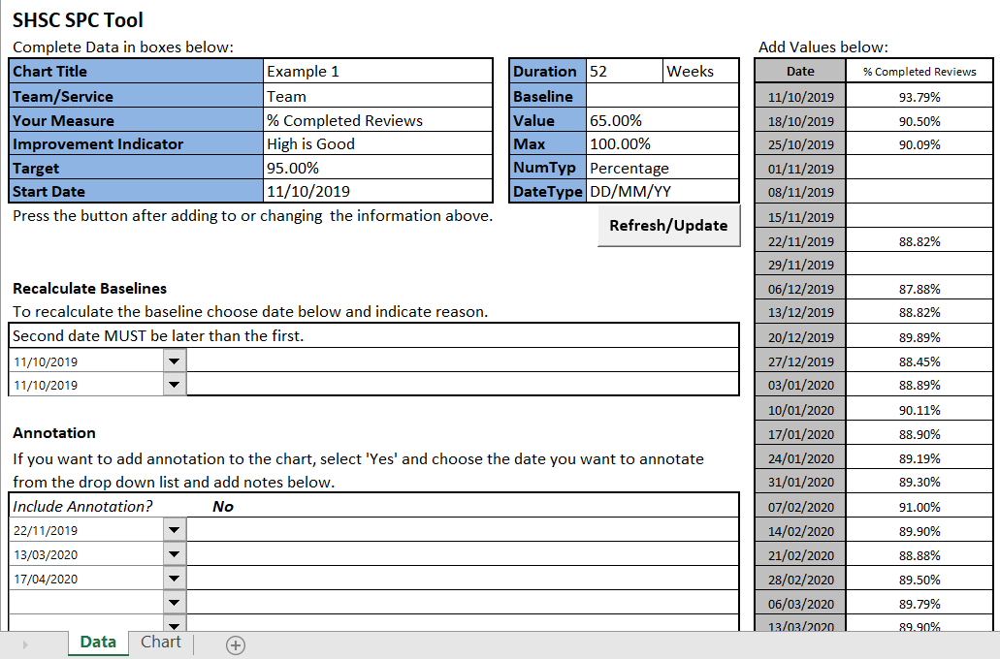 SHSC SPC Tool
Complete Data in boxes below:
Chart Title Example 1
Team/Service Team
Your Measure % Completed Reviews
Improvement Indicator High is Good
Target 95.00%
Start Date 11/10/2019
Press the button after adding to or changing the information above.
Duration 52 Weeks
Baseline
Value 65.00%
Max 100.00%
NumTyp Percentage
DateType DD/MM/YY
Refresh/Update
Recalculate Baselines
To recalculate the baseline choose date below and indicate reason.
Second date MUST be later than the first.
11/10/2019
11/10/2019
Annotation
If you want to add annotation to the chart, select 'Yes' and choose the date you want to annotate
from the drop down list and add notes below.
Include Annotation? No
22/11/2019
13/03/2020
17/04/2020
Add Values below:
Date % Completed Reviews
11/10/2019 93.79%
18/10/2019 90.50%
25/10/2019 90.09%
01/11/2019
08/11/2019
15/11/2019
22/11/2019 88.82%
29/11/2019
06/12/2019 87.88%
13/12/2019 88.82%
20/12/2019 89.89%
27/12/2019 88.45%
03/01/2020 88.89%
10/01/2020 90.11%
17/01/2020 88.90%
24/01/2020 89.19%
31/01/2020 89.30%
07/02/2020 91.00%
14/02/2020 89.90%
21/02/2020 88.88%
28/02/2020 89.50%
06/03/2020 89.79%
13/03/2020 89.90%
Data Chart